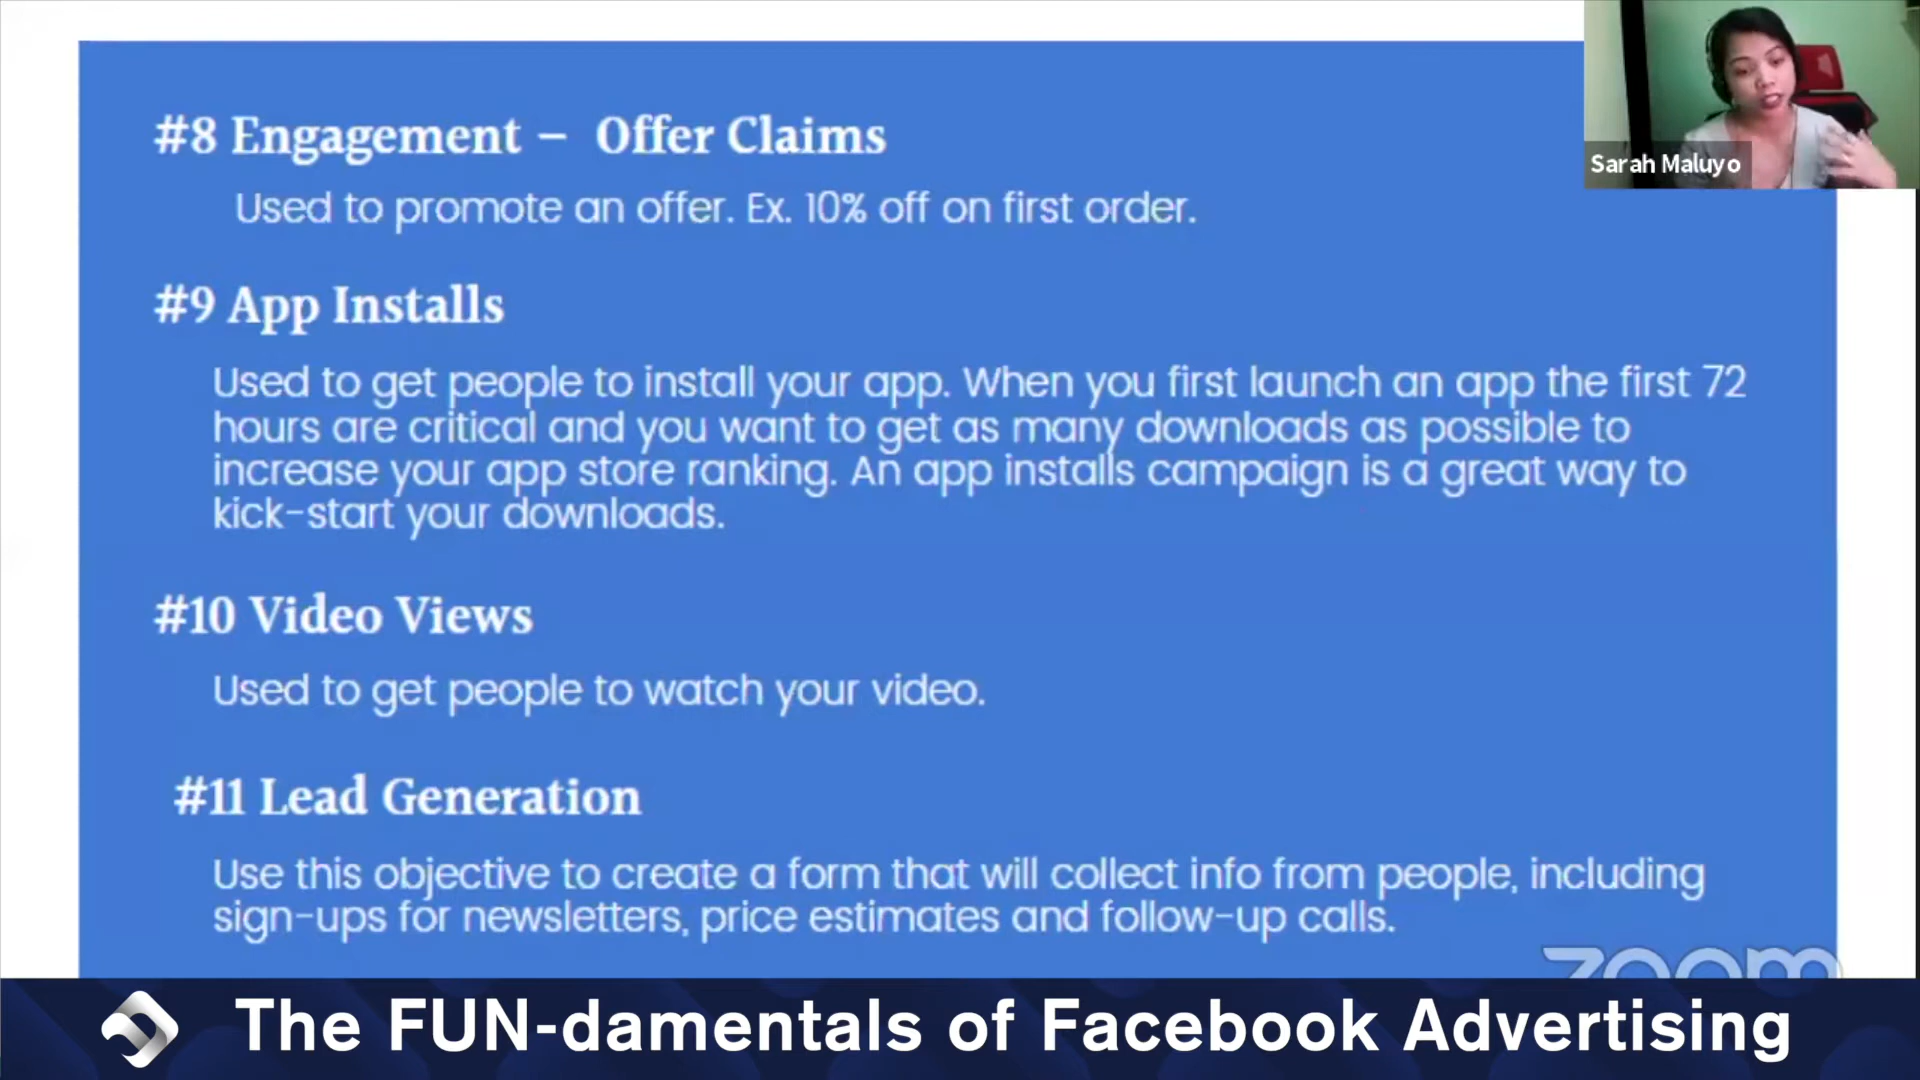 #8 Engagement – Offer Claims
Used to promote an offer. Ex. 10% off on first order.
#9 App Installs
Used to get people to install your app. When you first launch an app the first 72
hours are critical and you want to get as many downloads as possible to
increase your app store ranking. An app installs campaign is a great way to
kick-start your downloads.
#10 Video Views
Used to get people to watch your video.
#11 Lead Generation
Use this objective to create a form that will collect info from people, including
sign-ups for newsletters, price estimates and follow-up calls.
Sarah Maluyo
zoom
The FUN-damentals of Facebook Advertising